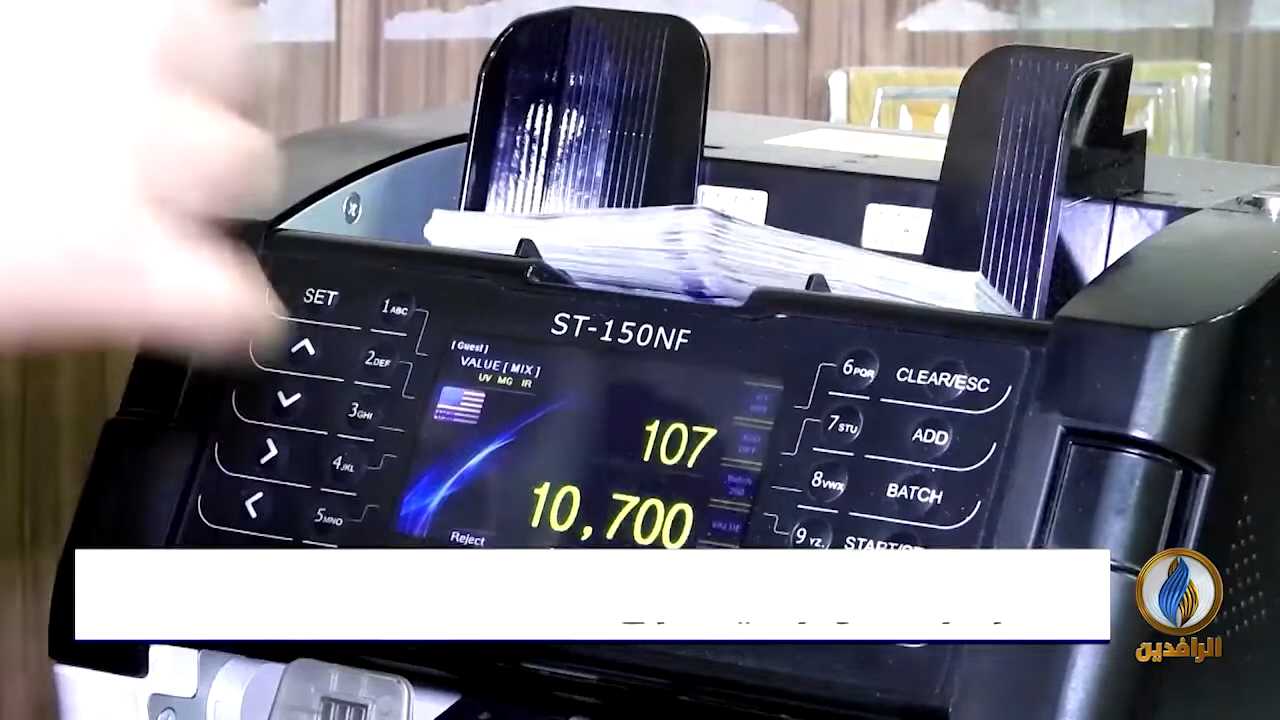 ST-150NF
SET
1ABC
2DEF
3GHI
4JKL
5MNO
[ Guest ]
VALUE [ MIX ]
UV MG IR
107
10,700
Reject
VALUE
6PQR
CLEAR/ESC
7STU
ADD
8VWX
BATCH
9YZ.
الرافدين